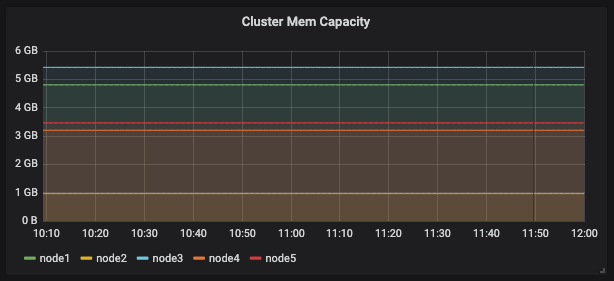 Cluster Mem Capacity
6 GB
5 GB
4 GB
3 GB
2 GB
1 GB
0 B
10:10 10:20 10:30 10:40 10:50 11:00 11:10 11:20 11:30 11:40 11:50 12:00
node1 node2 node3 node4 node5